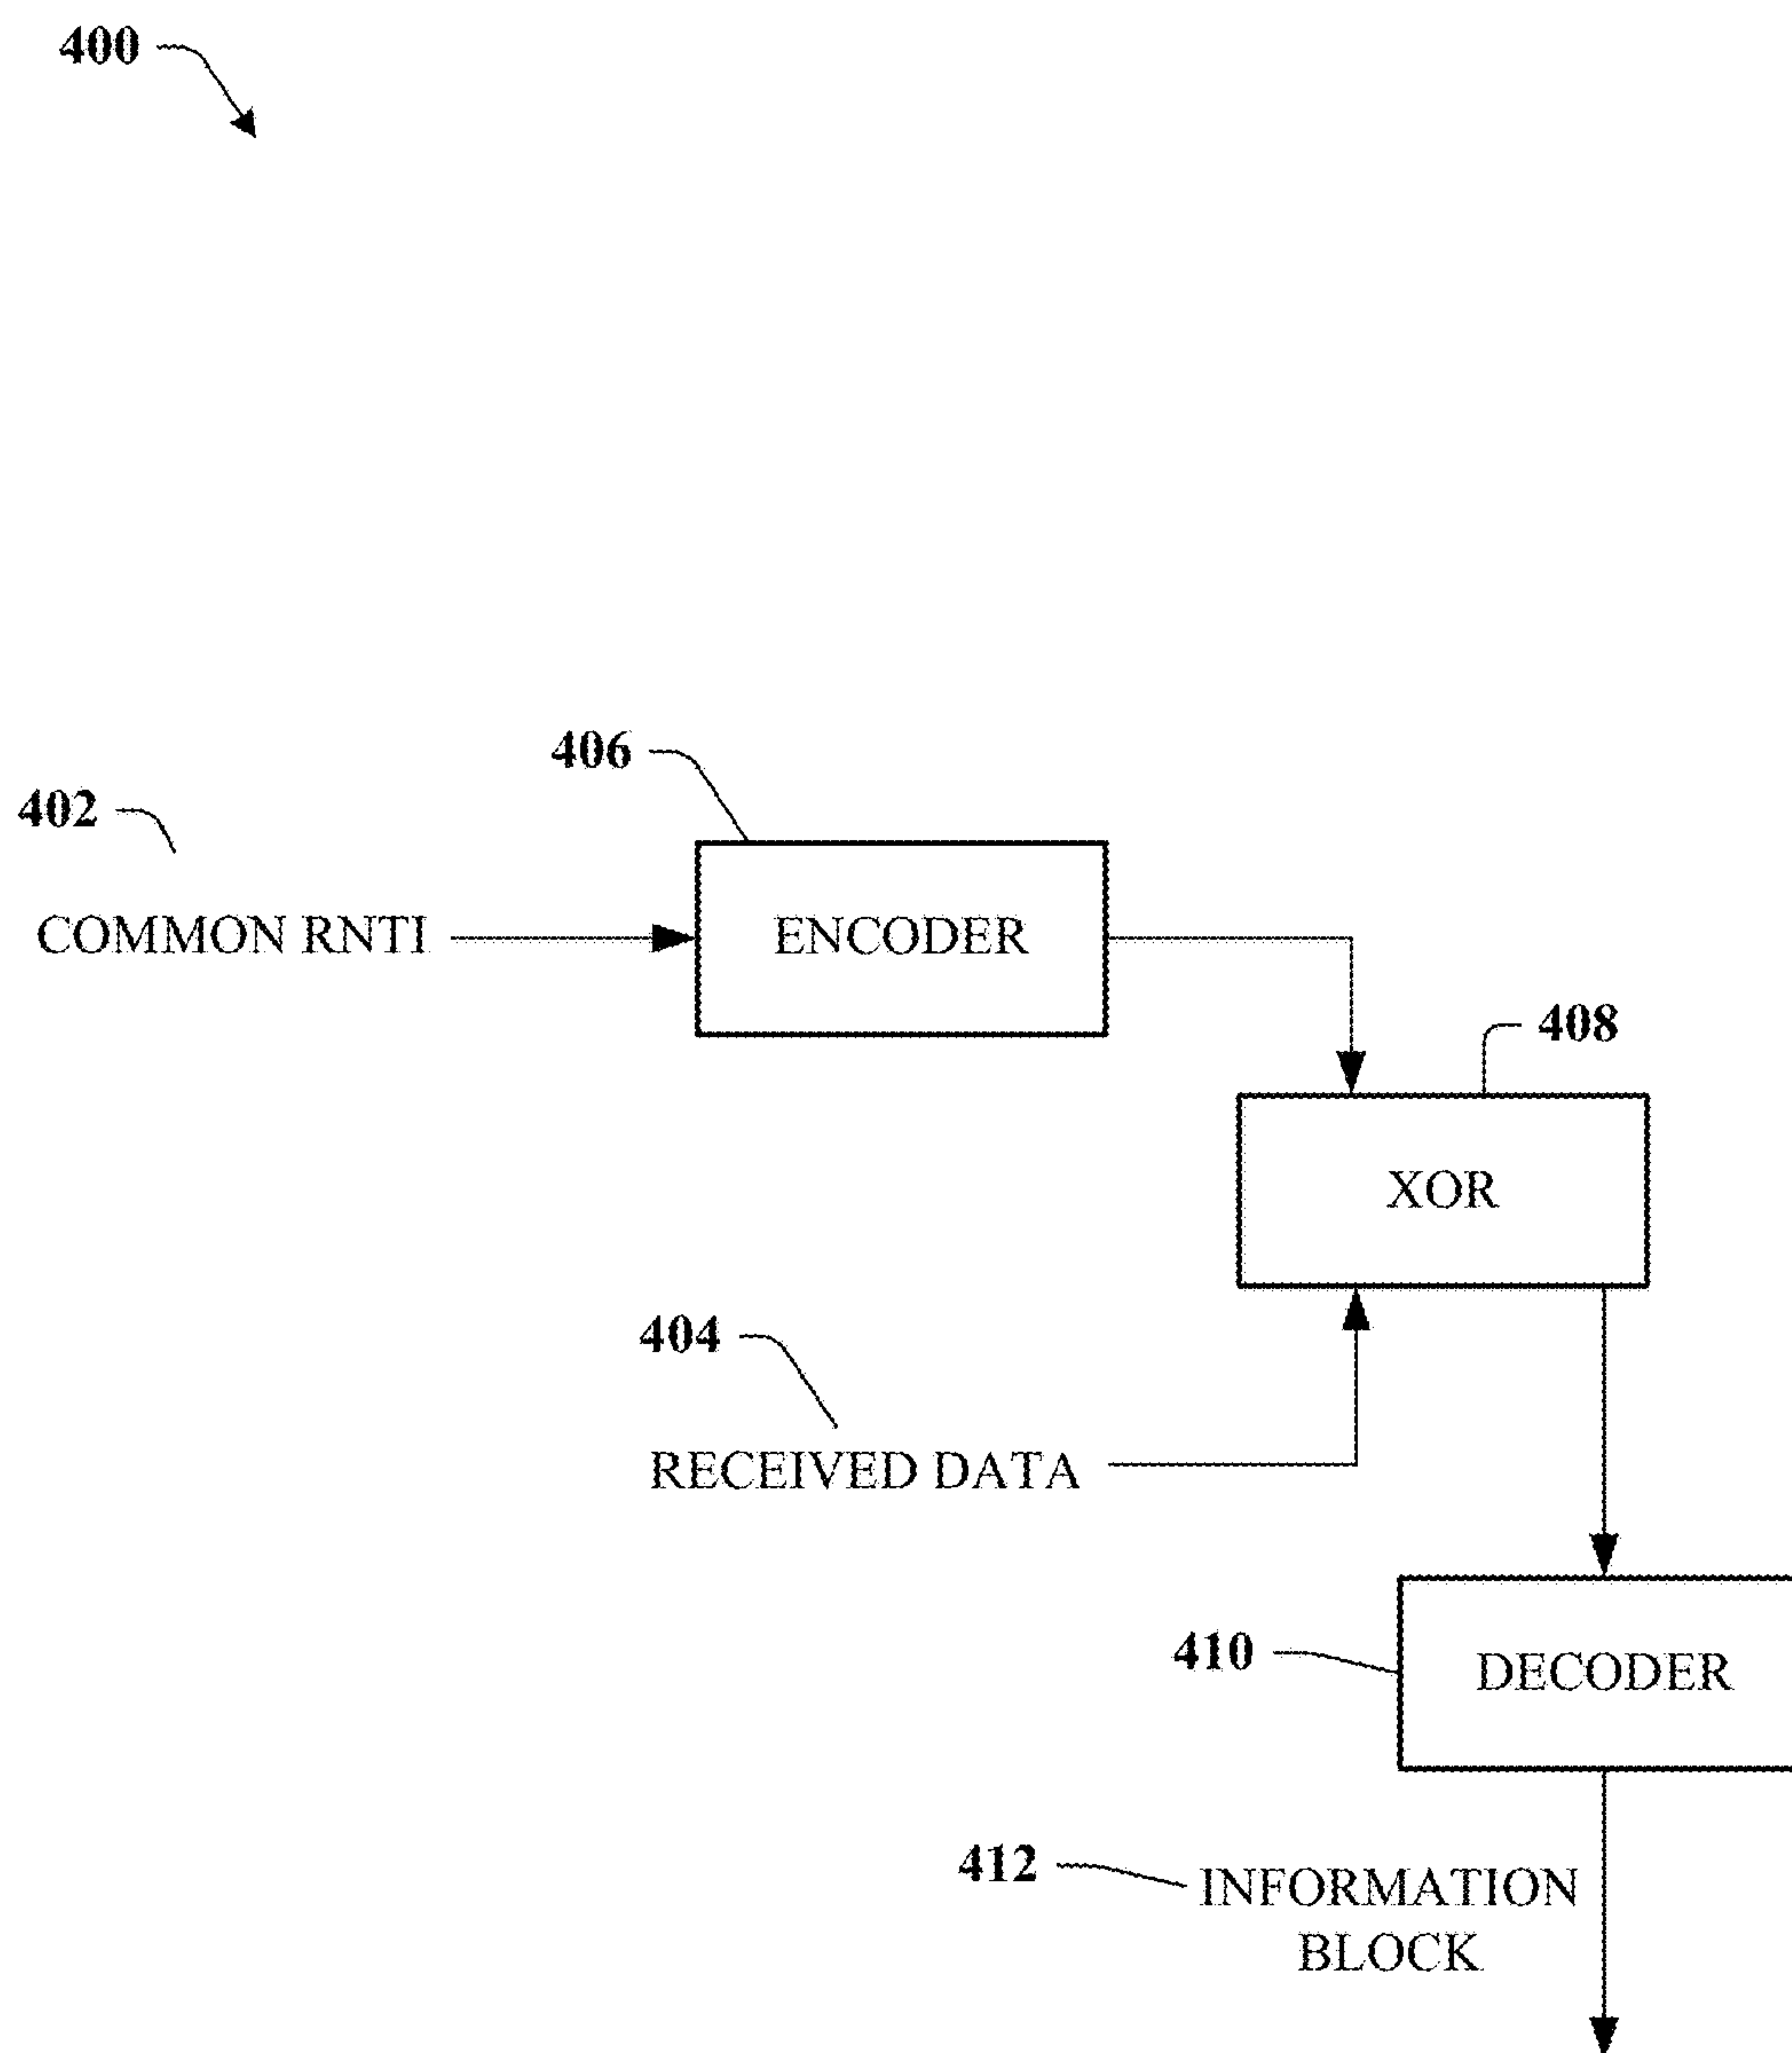 400
406
402
COMMON RNTI
ENCODER
408
XOR
404
RECEIVED DATA
410
DECODER
412
INFORMATION
BLOCK